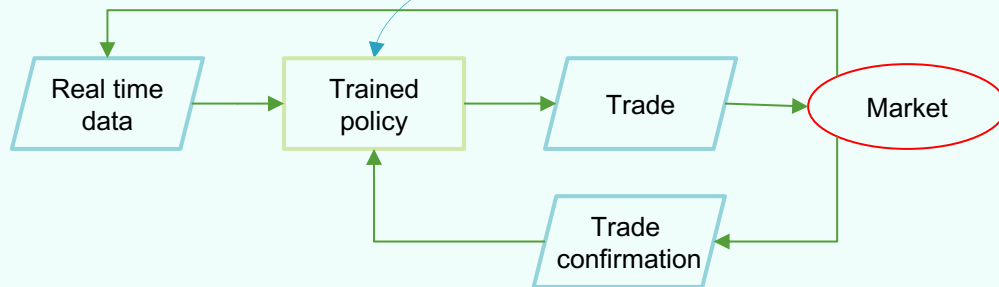 Real time
data
Trained
policy
Trade
Market
Trade
confirmation